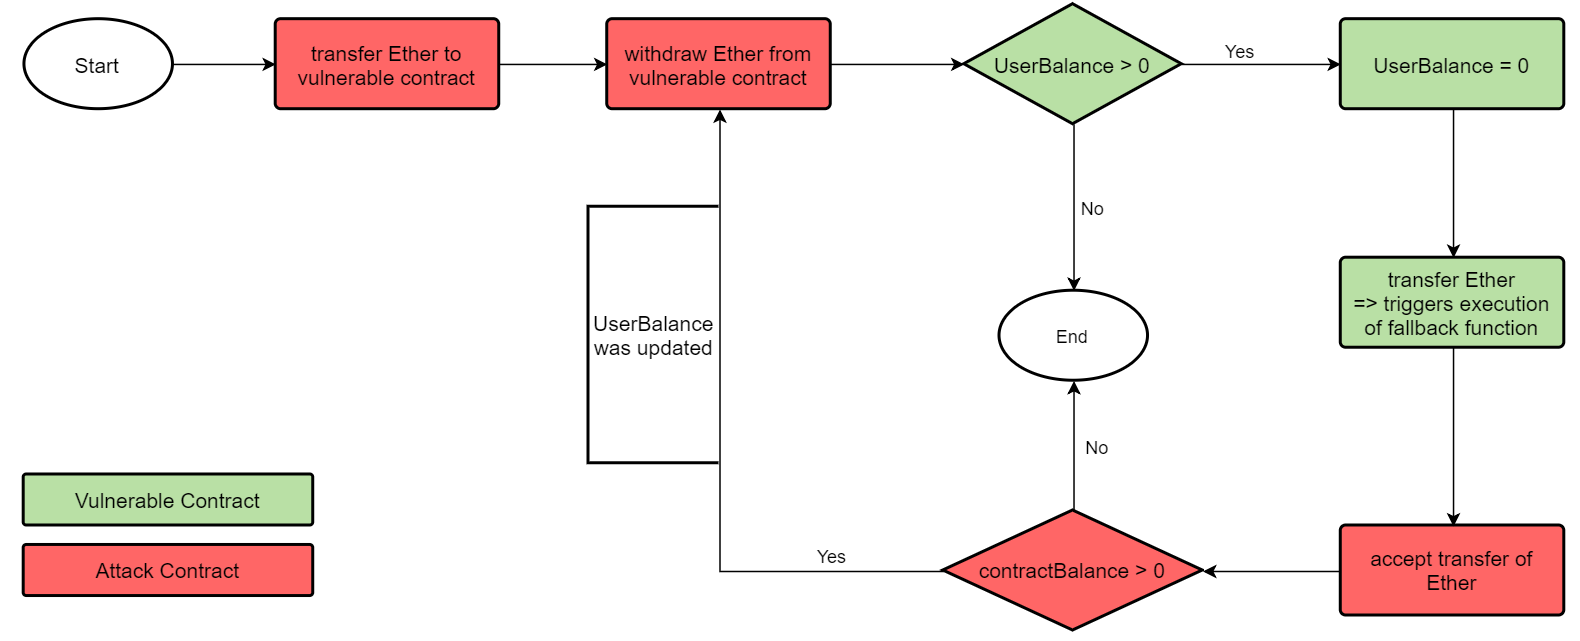 Start
transfer Ether to
vulnerable contract
withdraw Ether from
vulnerable contract
UserBalance > 0
Yes
UserBalance = 0
No
transfer Ether
=> triggers execution
of fallback function
UserBalance
was updated
End
No
Vulnerable Contract
Attack Contract
Yes
contractBalance > 0
accept transfer of
Ether